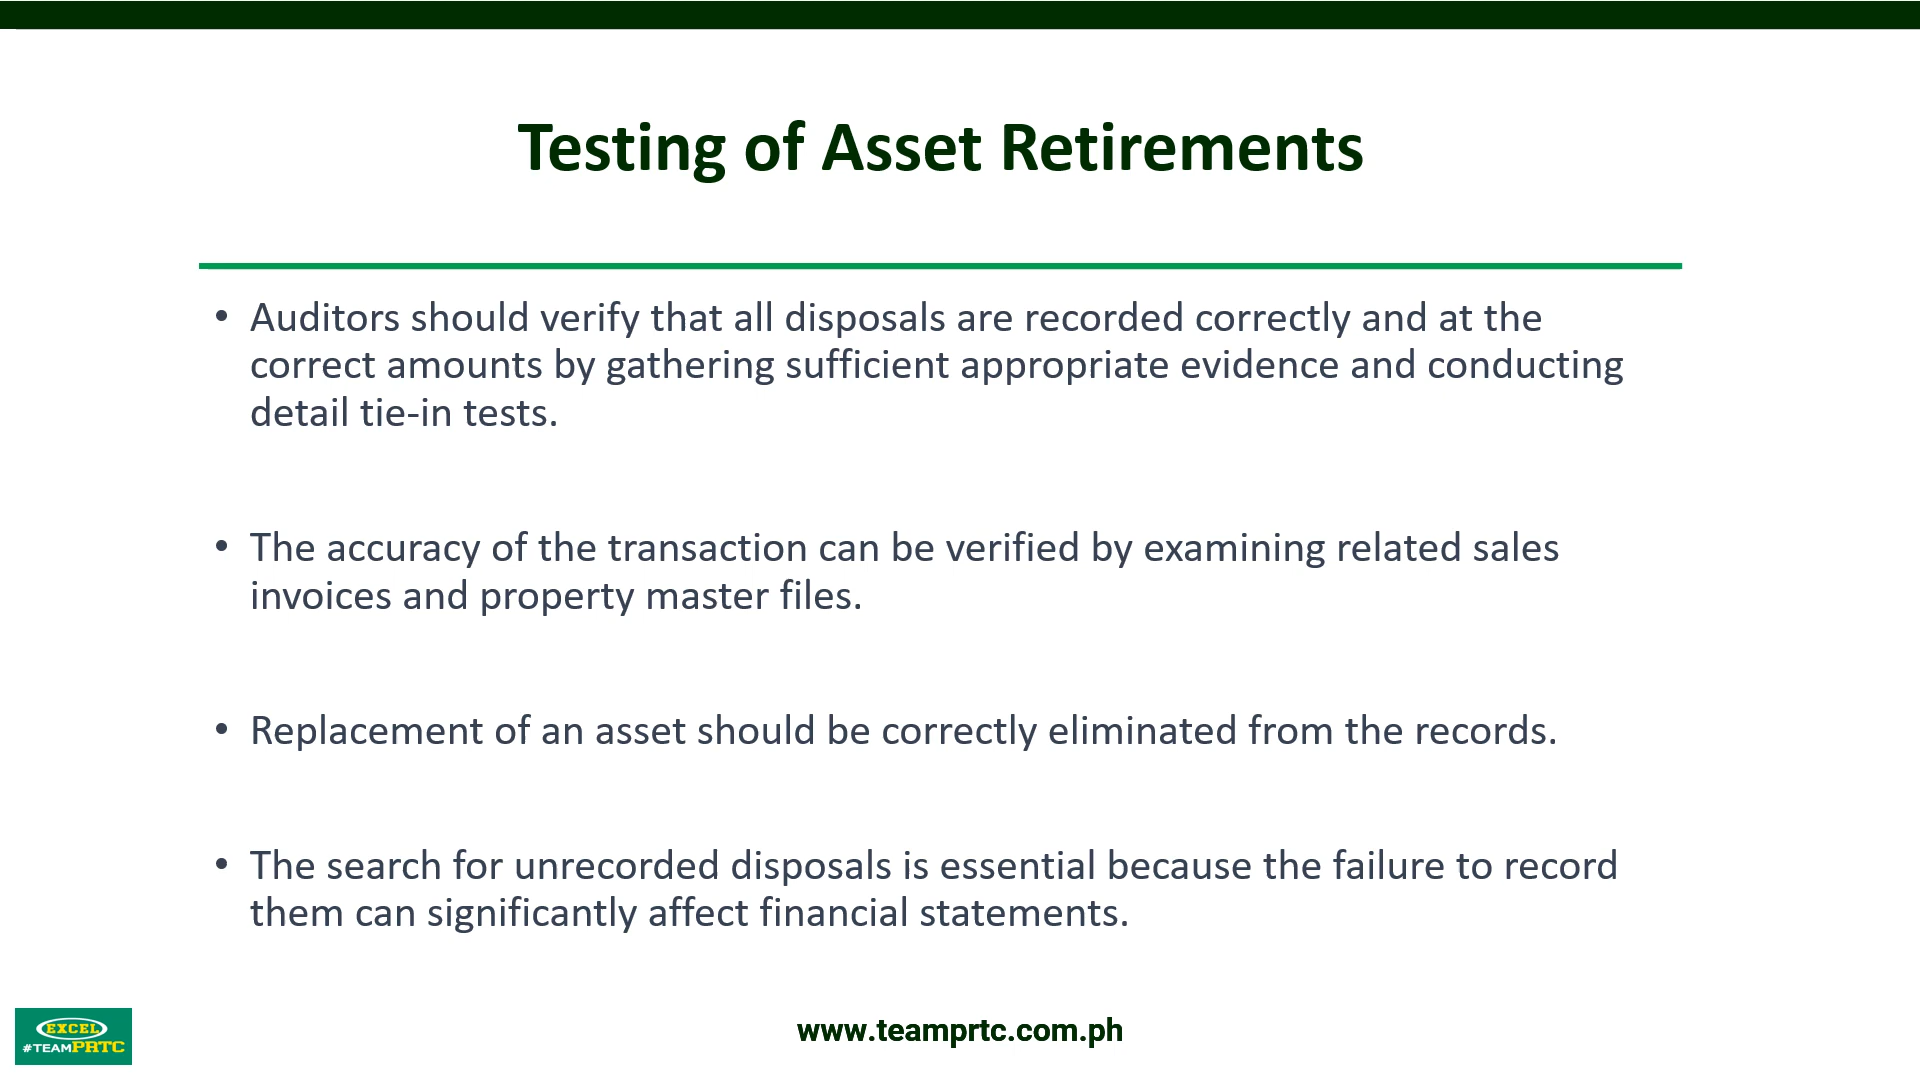 Testing of Asset Retirements
• Auditors should verify that all disposals are recorded correctly and at the
correct amounts by gathering sufficient appropriate evidence and conducting
detail tie-in tests.
• The accuracy of the transaction can be verified by examining related sales
invoices and property master files.
• Replacement of an asset should be correctly eliminated from the records.
• The search for unrecorded disposals is essential because the failure to record
them can significantly affect financial statements.
EXCEL
#TEAMPRTC
www.teamprtc.com.ph